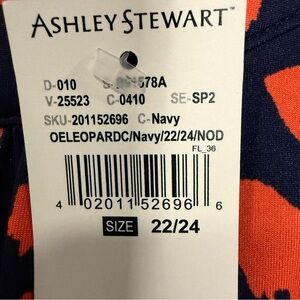 ASHLEY STEWART™
D-010
V-25523 C-0410 SE-SP2
SKU-201152696 C-Navy
OELEOPARDC/Navy/22/24/NOD
FL_36
4 02011 52696 6
SIZE 22/24